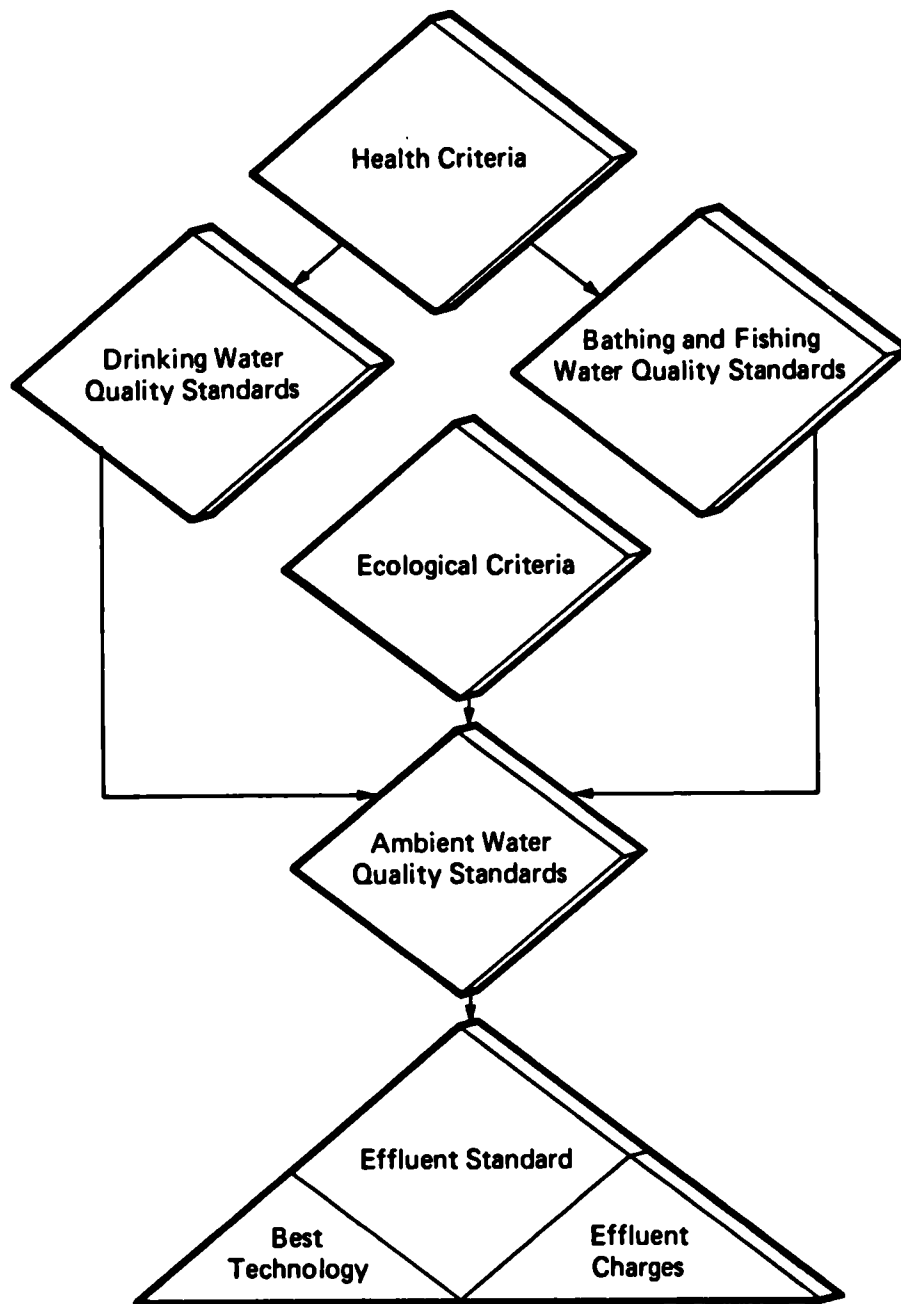 Health Criteria
Drinking Water
Quality Standards
Bathing and Fishing
Water Quality Standards
Ecological Criteria
Ambient Water
Quality Standards
Effluent Standard
Best
Technology
Effluent
Charges